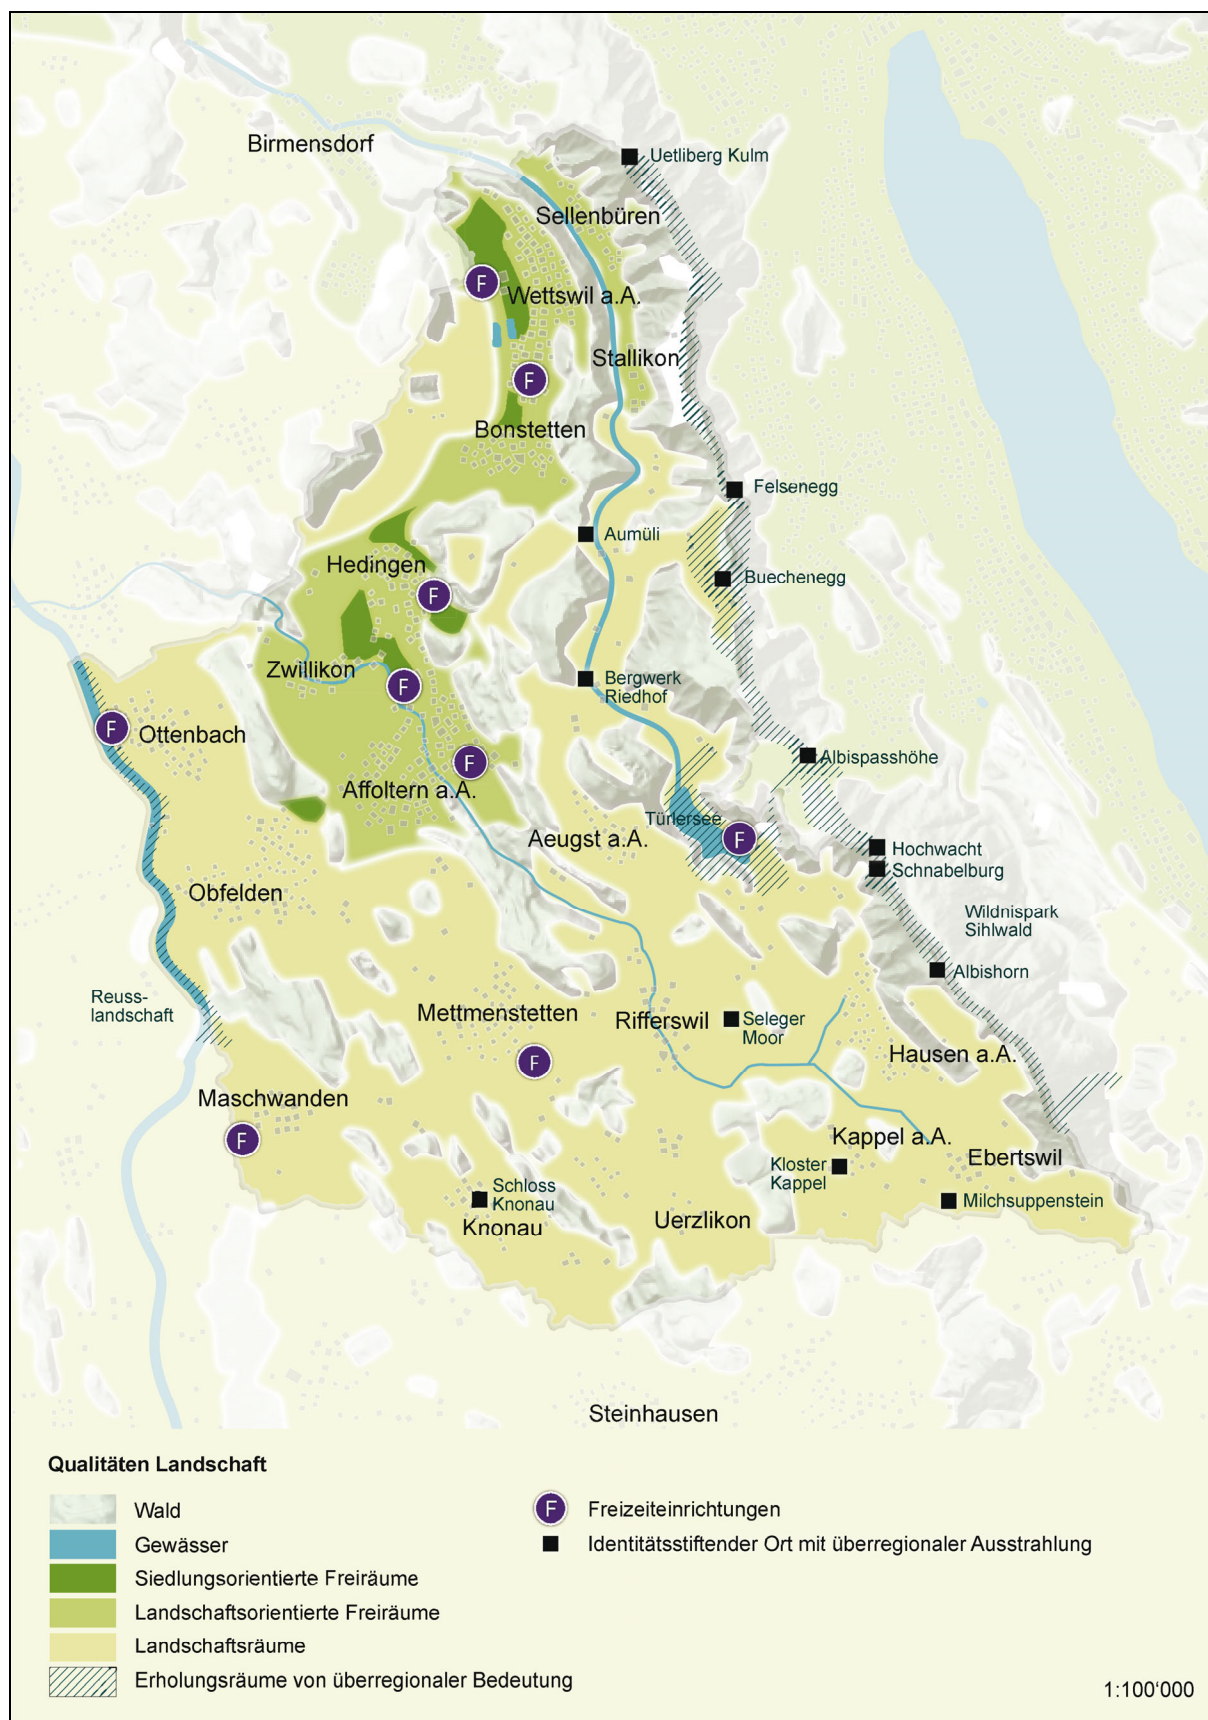 Birmensdorf
Uetliberg Kulm
Sellenbüren
F
Wettswil a.A.
Stallikon
F
Bonstetten
Felsenegg
Aumüli
Hedingen
Buechenegg
F
Zwillikon
Bergwerk
Riedhof
F
F
Ottenbach
Albispasshöhe
F
Affoltern a.A.
Türlersee
Aeugst a.A.
F
Hochwacht
Schnabelburg
Obfelden
Wildnispark
Sihlwald
Albishorn
Reuss-
landschaft
Mettmenstetten
Rifferswil
Seleger
Moor
Hausen a.A.
F
Maschwanden
F
Kappel a.A.
Ebertswil
Kloster
Kappel
Schloss
Knonau
Milchsuppenstein
Knonau
Uerzlikon
Steinhausen
Qualitäten Landschaft
Wald
Gewässer
Siedlungsorientierte Freiräume
Landschaftsorientierte Freiräume
Landschaftsräume
Erholungsräume von überregionaler Bedeutung
F Freizeiteinrichtungen
Identitätsstiftender Ort mit überregionaler Ausstrahlung
1:100'000